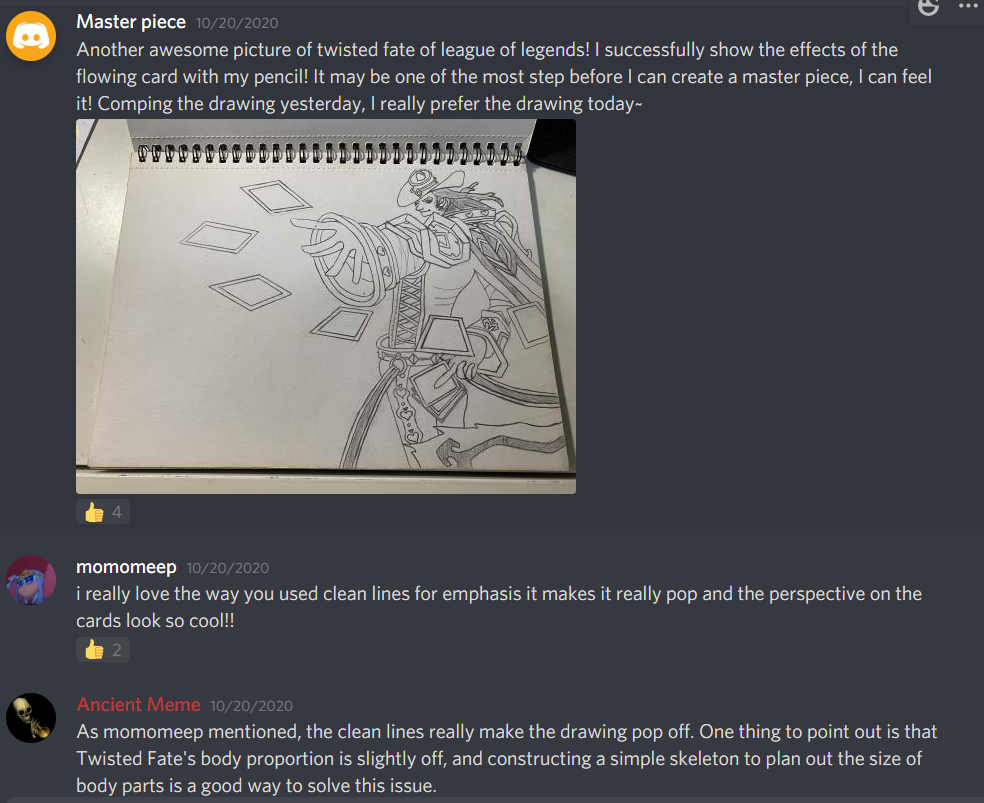 Master piece 10/20/2020
Another awesome picture of twisted fate of league of legends! I successfully show the effects of the
flowing card with my pencil! It may be one of the most step before I can create a master piece, I can feel
it! Comping the drawing yesterday, I really prefer the drawing today~
4
momomeep 10/20/2020
i really love the way you used clean lines for emphasis it makes it really pop and the perspective on the
cards look so cool!!
2
Ancient Meme 10/20/2020
As momomeep mentioned, the clean lines really make the drawing pop off. One thing to point out is that
Twisted Fate's body proportion is slightly off, and constructing a simple skeleton to plan out the size of
body parts is a good way to solve this issue.